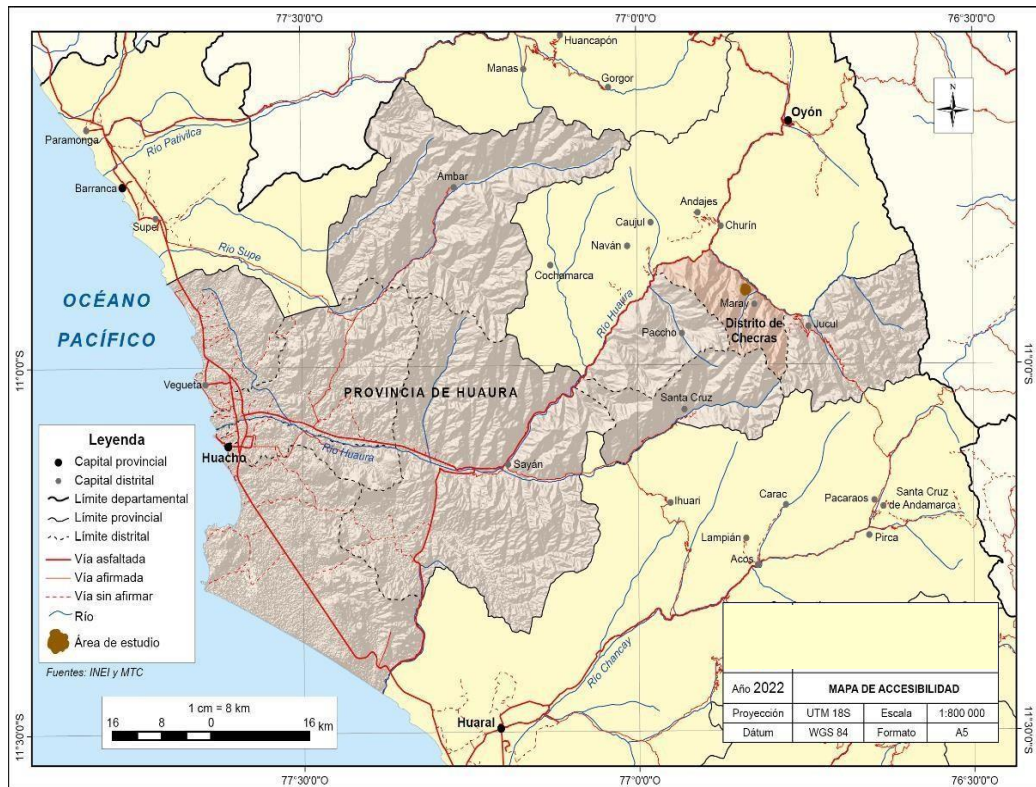 77°30'0"O
77°0'0"O
76°30'0"O
Huancapón
Manas
Gorgor
N
Oyón
Paramonga
Río Pativilca
Ambar
Barranca
Andajes
Supe
Caujul
Churín
Río Supe
Naván
Cochamarca
OCÉANO
PACÍFICO
Río Huaura
Maray
Distrito de
Checras
Jucul
Paccho
11°0'0"S
11°0'0"S
Vegueta
PROVINCIA DE HUAURA
Santa Cruz
Huacho
Río Huaura
Sayán
Leyenda
Capital provincial
Capital distrital
Límite departamental
Límite provincial
Límite distrital
Vía asfaltada
Vía afirmada
Vía sin afirmar
Río
Área de estudio
Fuentes: INEI y MTC
Ihuari
Carac
Pacaraos
Santa Cruz
de Andamarca
Lampián
Pirca
Acos
Río Chancay
Huaral
1 cm = 8 km
16 8 0 16 km
Año 2022 MAPA DE ACCESIBILIDAD
Proyección UTM 18S Escala 1:800 000
Dátum WGS 84 Formato A5
11°30'0"S
11°30'0"S
77°30'0"O
77°0'0"O
76°30'0"O